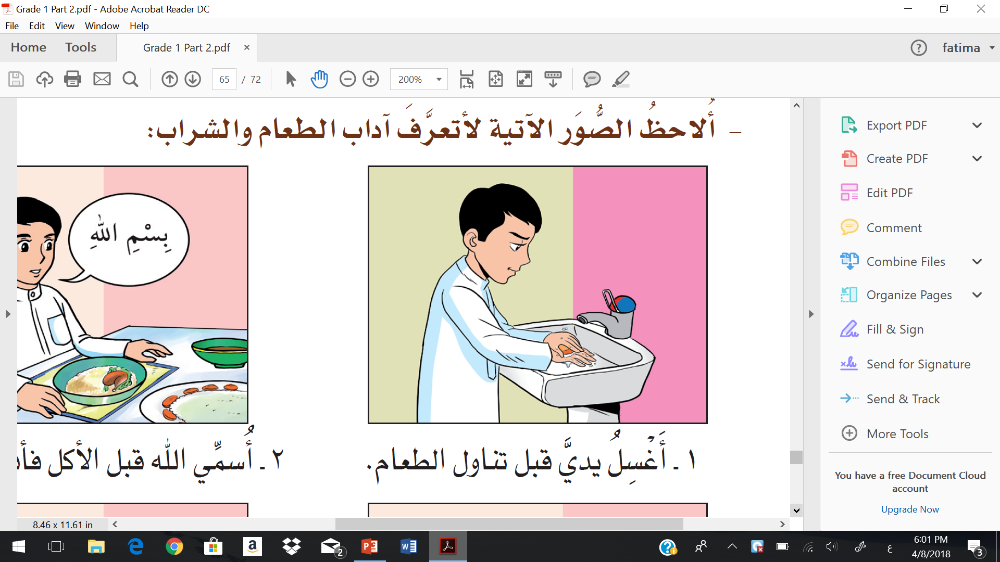 Grade 1 Part 2.pdf - Adobe Acrobat Reader DC
File Edit View Window Help
Home Tools Grade 1 Part 2.pdf fatima
65 / 72 200%
– أُلاحظُ الصُّوَر الآتية لأتعرَّفَ آداب الطعام والشراب:
بِسْمِ اللهِ
١ ـ أَغْسِلُ يديَّ قبل تناول الطعام.
٢ ـ أُسمِّي الله قبل الأكل
Export PDF
Create PDF
Edit PDF
Comment
Combine Files
Organize Pages
Fill & Sign
Send for Signature
Send & Track
More Tools
You have a free Document Cloud
account
Upgrade Now
8.46 x 11.61 in
2
6:01 PM
ع
4/8/2018
3